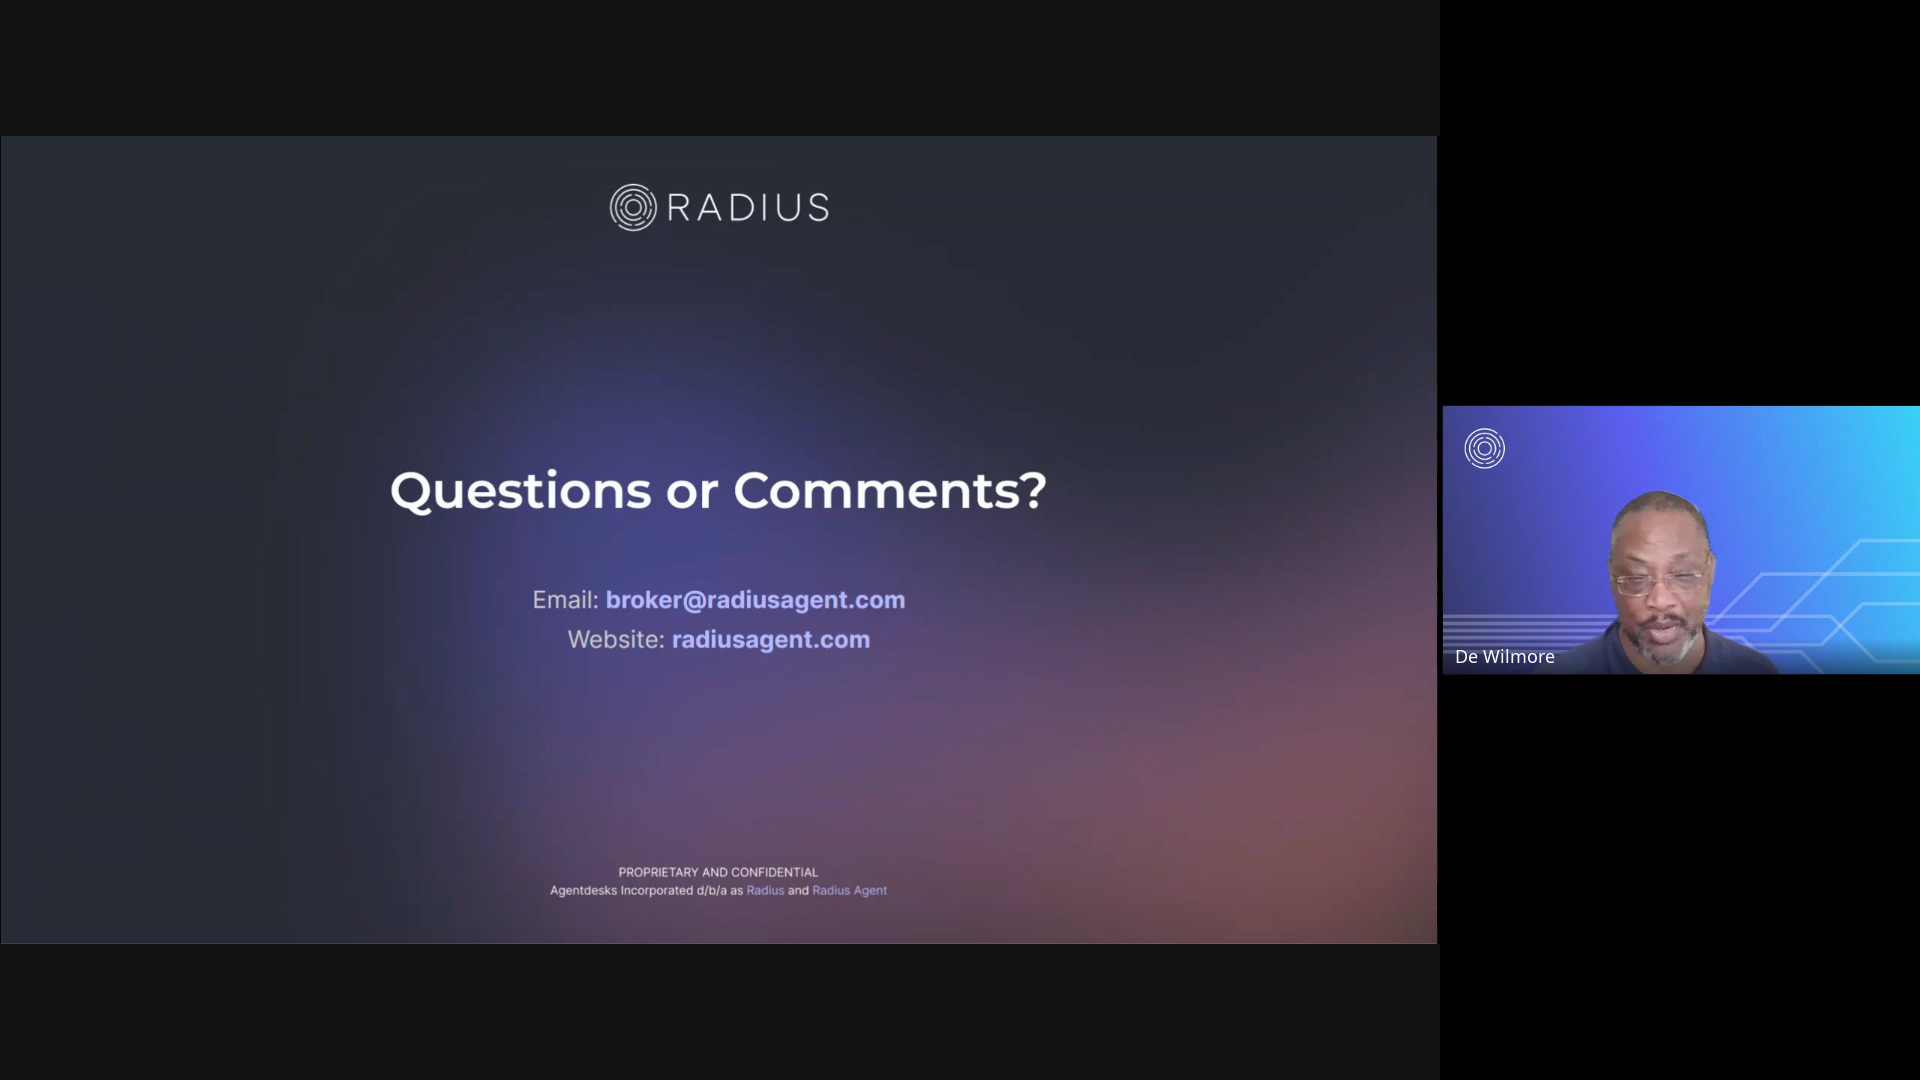 RADIUS
Questions or Comments?
Email: broker@radiusagent.com
Website: radiusagent.com
PROPRIETARY AND CONFIDENTIAL
Agentdesks Incorporated d/b/a as Radius and Radius Agent
De Wilmore